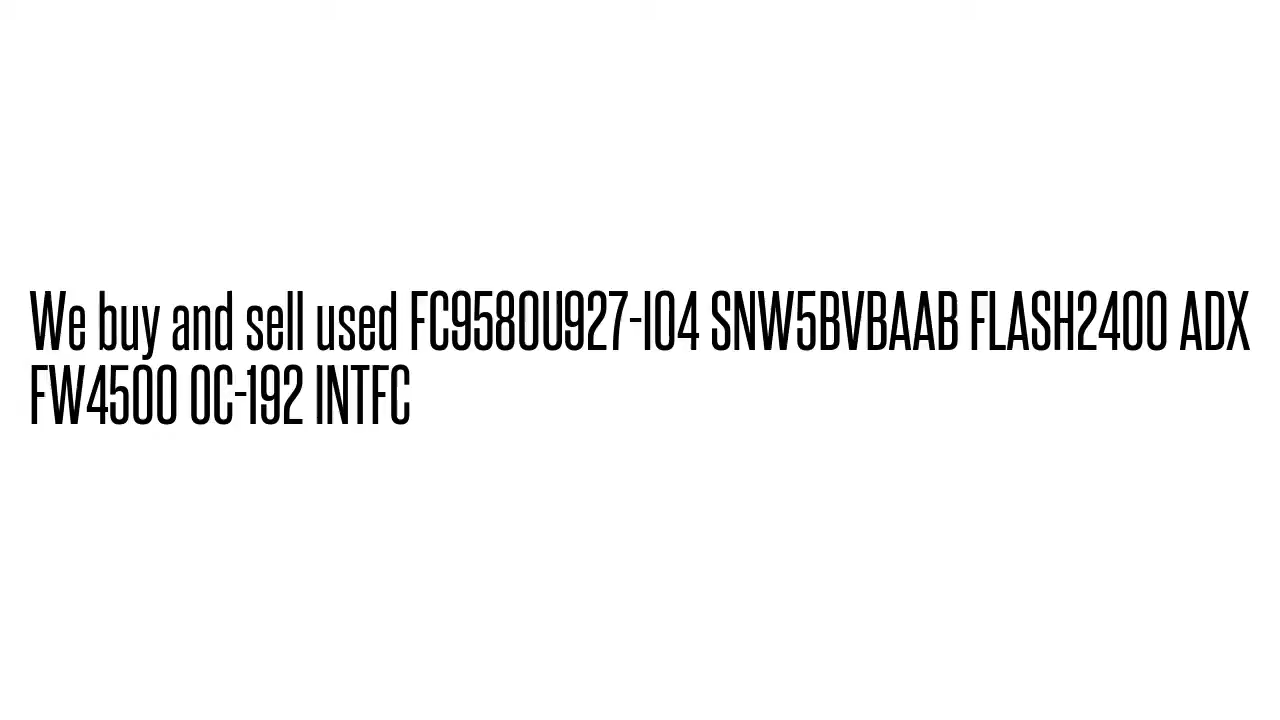 We buy and sell used FC9580U927-I04 SNW5BVBAAB FLASH2400 ADX
FW4500 OC-192 INTFC